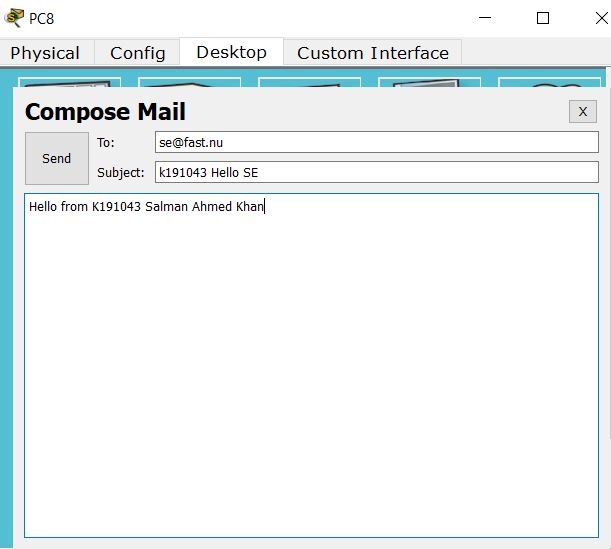 PC8
Physical Config Desktop Custom Interface
Compose Mail X
Send
To: se@fast.nu
Subject: k191043 Hello SE
Hello from K191043 Salman Ahmed Khan